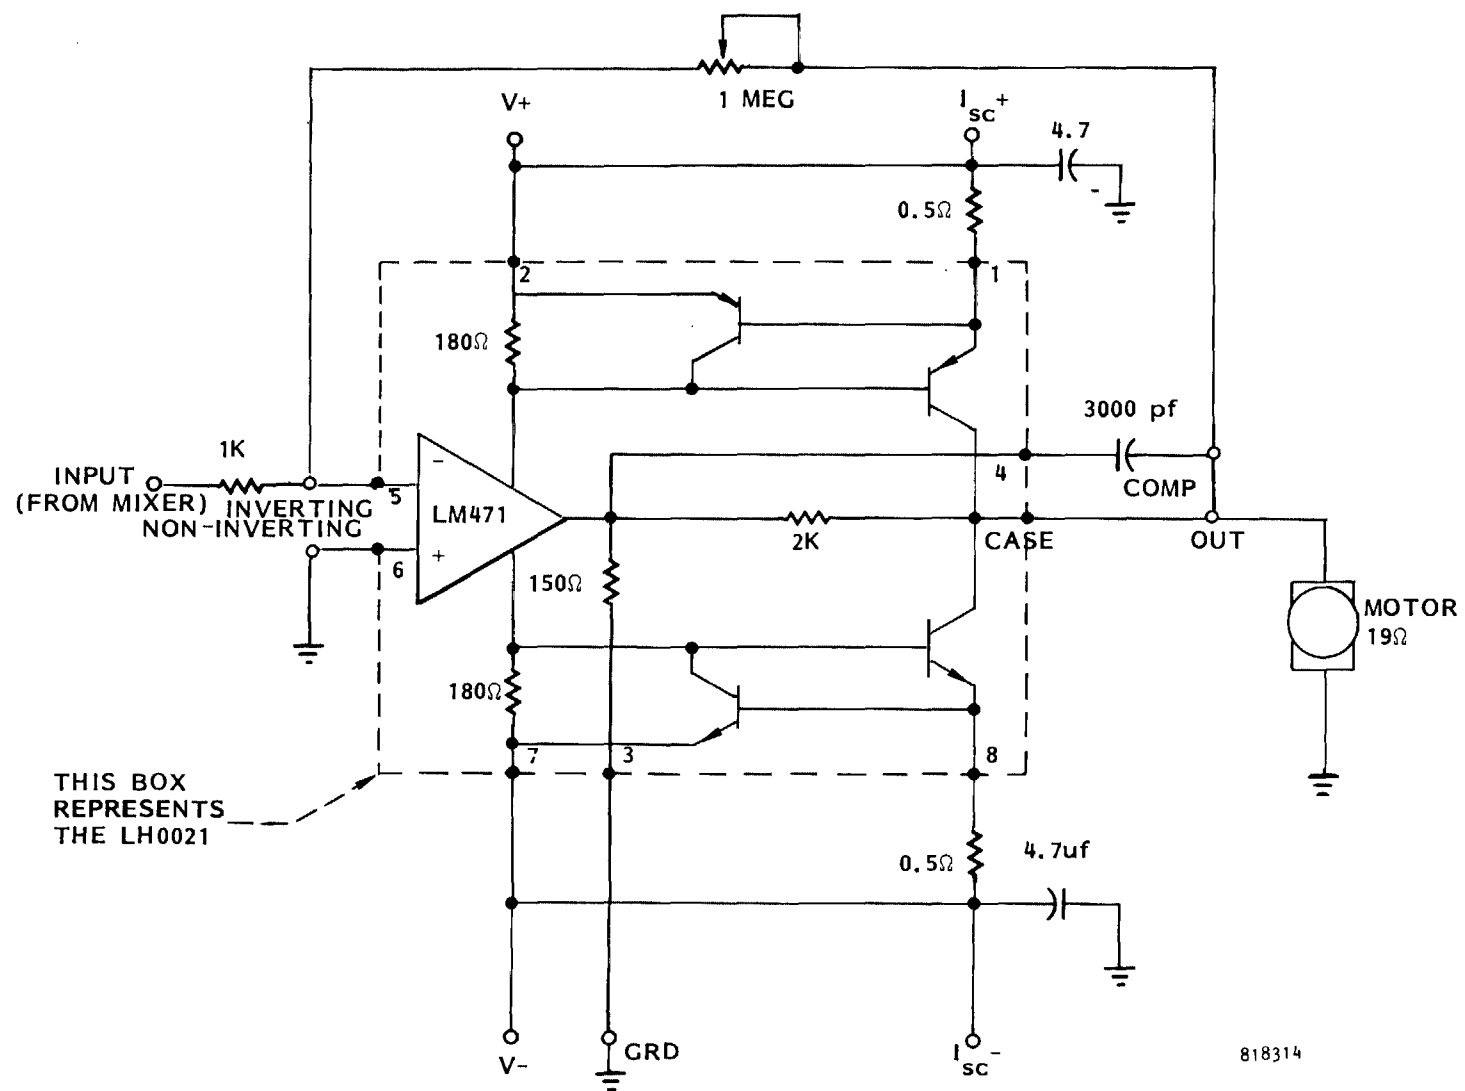 1 MEG
V+
I SC +
4.7
-
0.5Ω
2
1
180Ω
3000 pf
1K
INPUT
(FROM MIXER)
INVERTING
NON-INVERTING
5
-
LM471
+
6
4
COMP
2K
CASE
OUT
150Ω
MOTOR
19Ω
180Ω
7
3
8
THIS BOX
REPRESENTS
THE LH0021
0.5Ω
4.7uf
V-
GRD
I SC -
818314